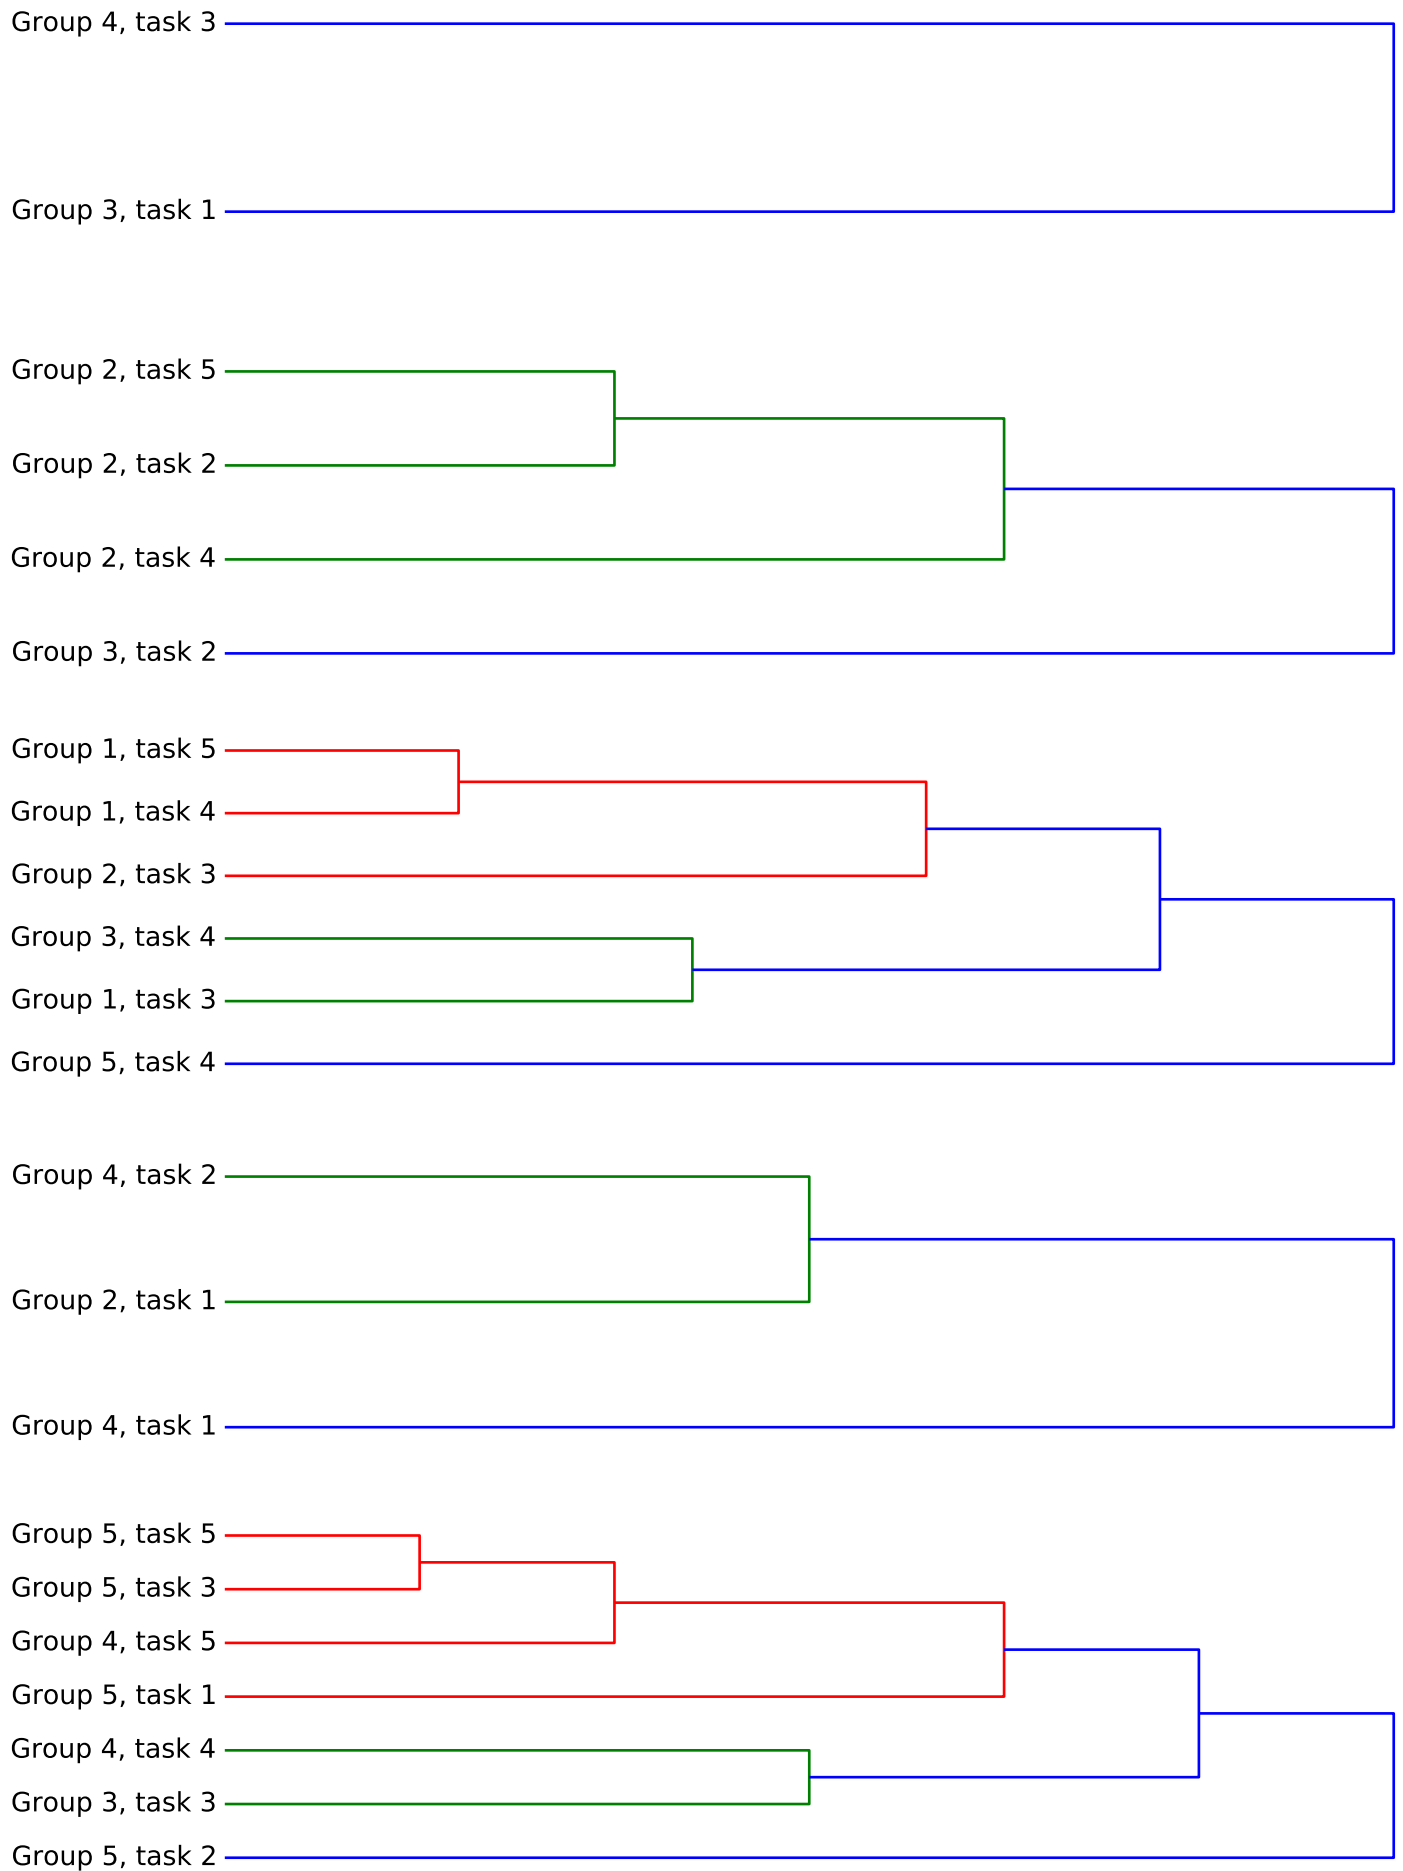 Group 4, task 3
Group 3, task 1
Group 2, task 5
Group 2, task 2
Group 2, task 4
Group 3, task 2
Group 1, task 5
Group 1, task 4
Group 2, task 3
Group 3, task 4
Group 1, task 3
Group 5, task 4
Group 4, task 2
Group 2, task 1
Group 4, task 1
Group 5, task 5
Group 5, task 3
Group 4, task 5
Group 5, task 1
Group 4, task 4
Group 3, task 3
Group 5, task 2